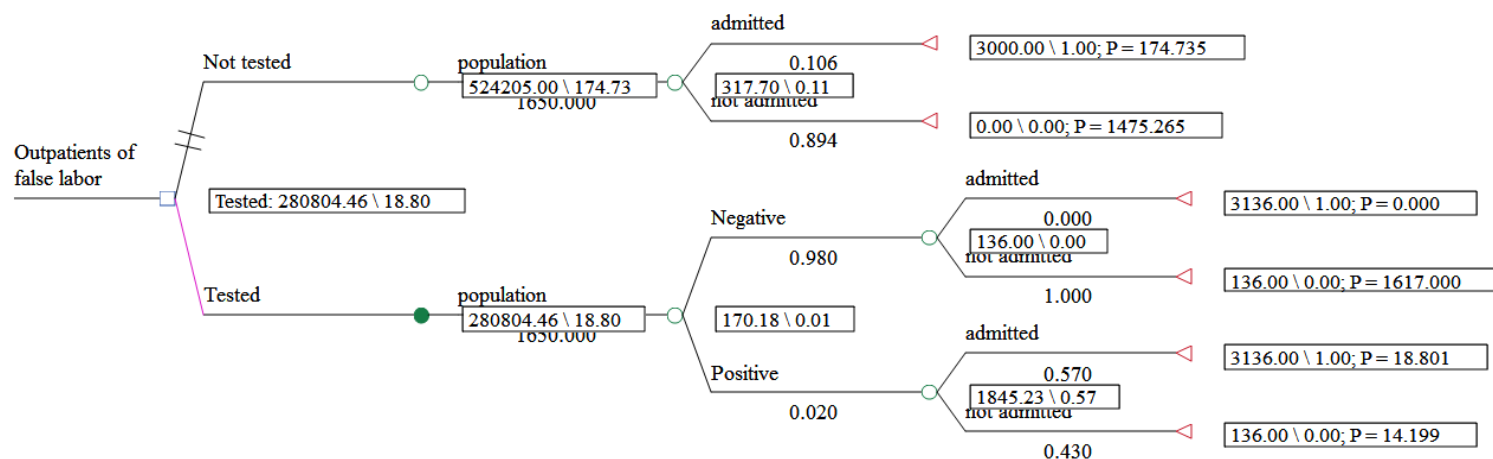 admitted
0.106
3000.00 \ 1.00; P = 174.735
Not tested
population
524205.00 \ 174.73
1650.000
317.70 \ 0.11
not admitted
0.894
0.00 \ 0.00; P = 1475.265
Outpatients of
false labor
Tested: 280804.46 \ 18.80
admitted
0.000
3136.00 \ 1.00; P = 0.000
Negative
0.980
136.00 \ 0.00
not admitted
1.000
136.00 \ 0.00; P = 1617.000
Tested
population
280804.46 \ 18.80
1650.000
170.18 \ 0.01
admitted
0.570
3136.00 \ 1.00; P = 18.801
Positive
0.020
1845.23 \ 0.57
not admitted
0.430
136.00 \ 0.00; P = 14.199